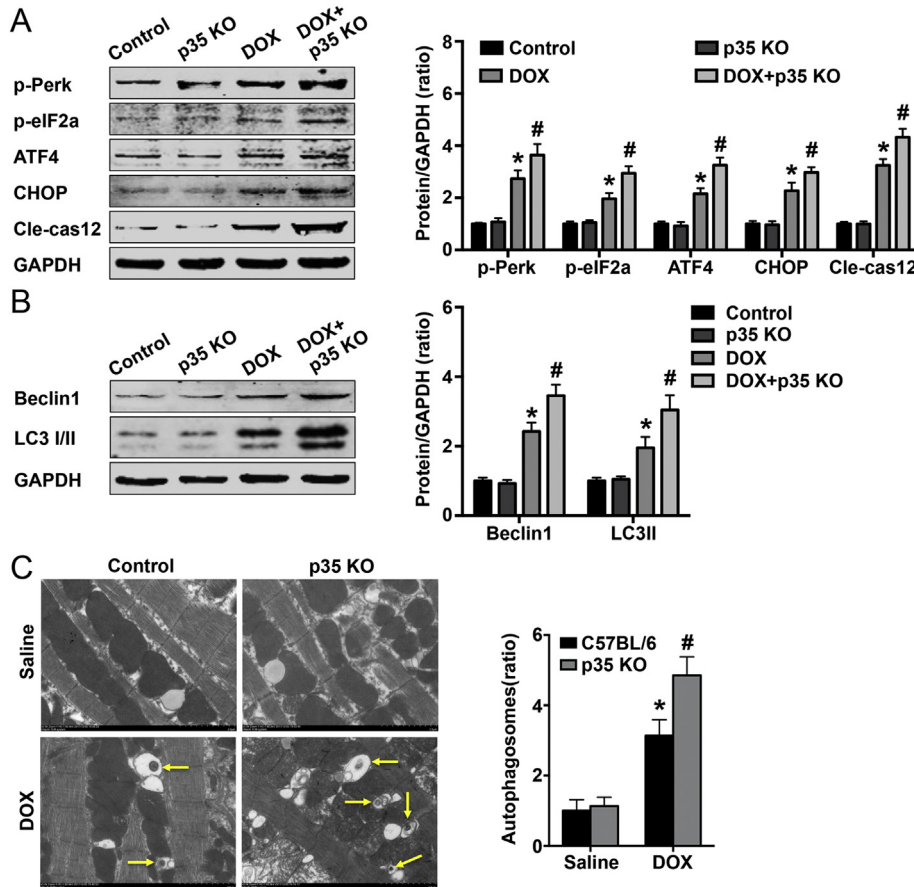 A
Control p35 KO DOX DOX+ p35 KO
p-Perk
p-eIF2a
ATF4
CHOP
Cle-cas12
GAPDH
Protein/GAPDH (ratio)
8
6
4
2
0
Control p35 KO
DOX DOX+p35 KO
* # * # * # * # * #
p-Perk p-eIF2a ATF4 CHOP Cle-cas12
B
Control p35 KO DOX DOX+ p35 KO
Beclin1
LC3 I/II
GAPDH
Protein/GAPDH (ratio)
6
4
2
0
Control
p35 KO
DOX
DOX+p35 KO
* # * #
Beclin1 LC3II
C
Control p35 KO
Saline
DOX
Autophagosomes(ratio)
6
4
2
0
C57BL/6
p35 KO
* #
Saline DOX